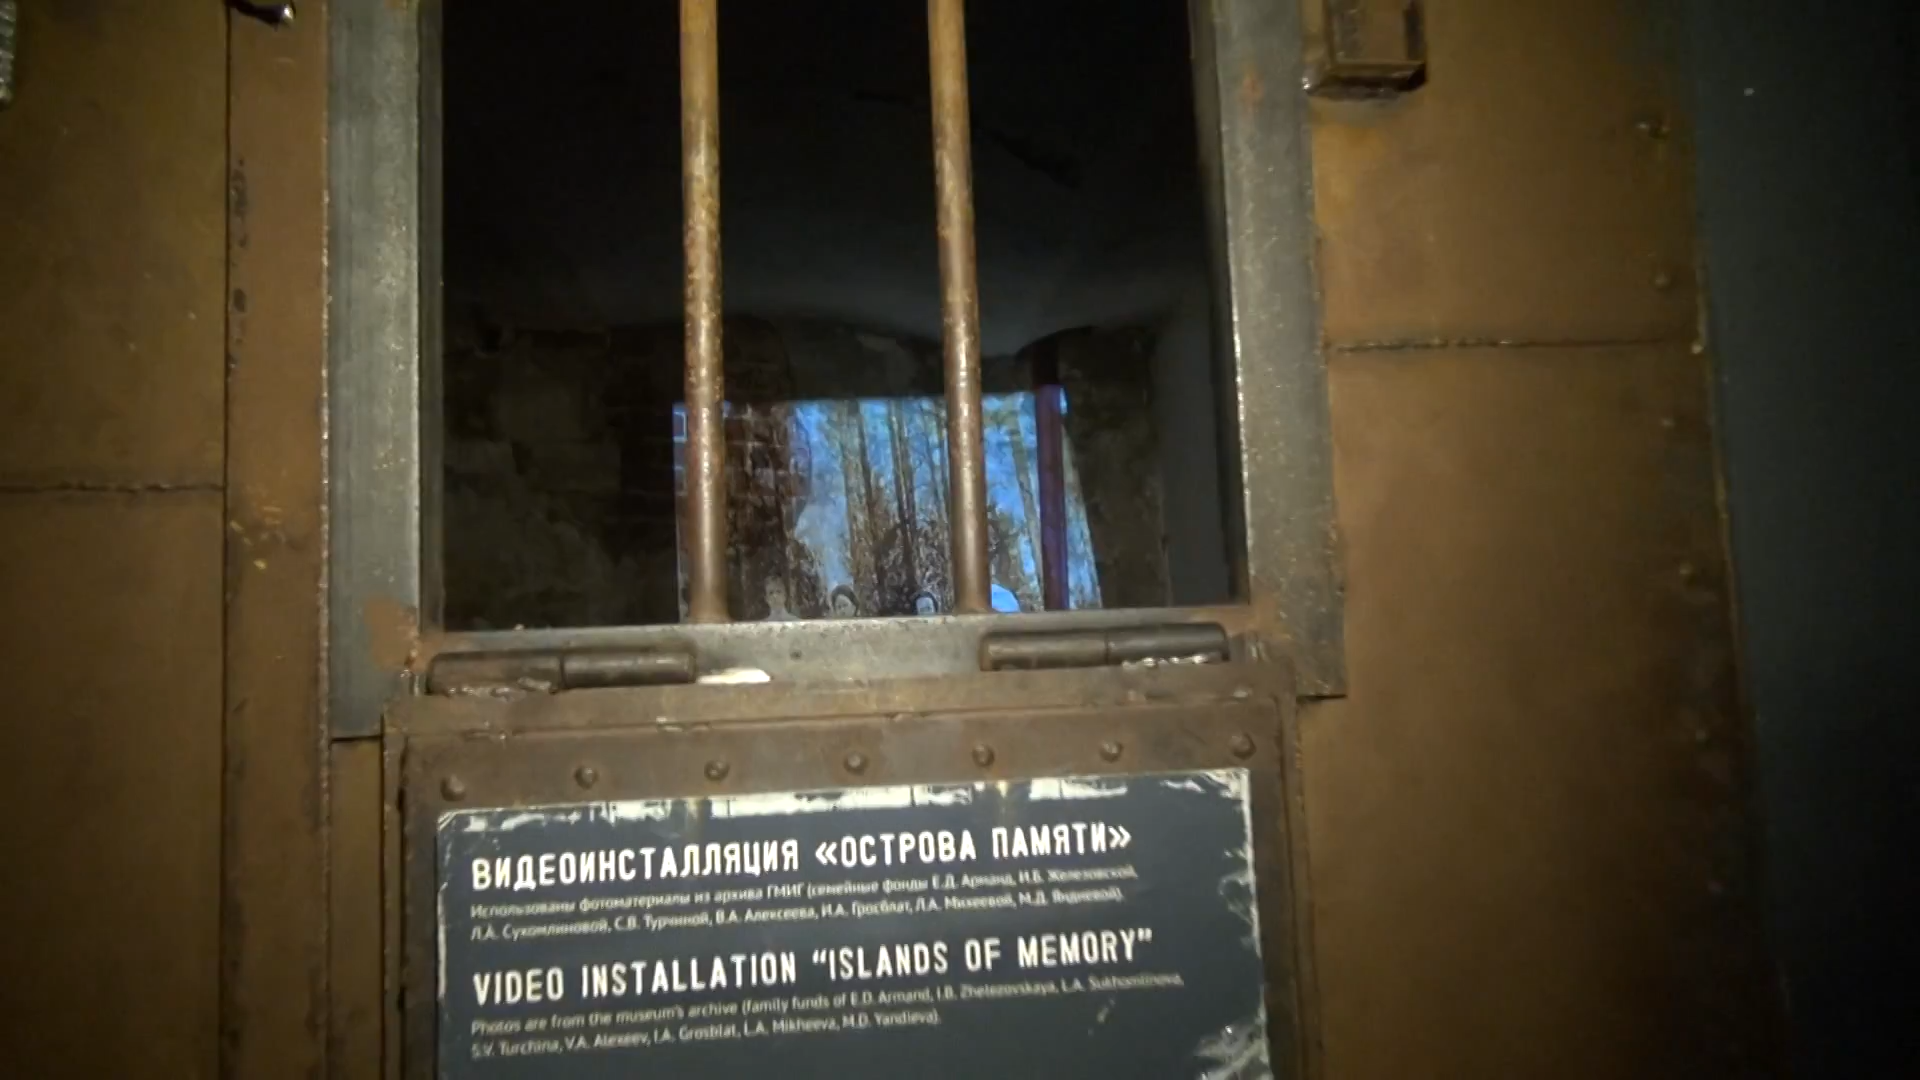 ВИДЕОИНСТАЛЛЯЦИЯ «ОСТРОВА ПАМЯТИ»
Использованы фотоматериалы из архива ГМИГ (семейные фонды Е.Д. Арманд, И.Б. Железовской,
Л.А. Сухомлиновой, С.В. Турчиной, В.А. Алексеева, И.А. Гросблат, Л.А. Михеевой, М.Д. Яндиевой).
VIDEO INSTALLATION “ISLANDS OF MEMORY”
Photos are from the museum's archive (family funds of E.D. Armand, I.B. Zhelezovskaya, L.A. Sukhomlinova,
S.V. Turchina, V.A. Alexeev, I.A. Grosblat, L.A. Mikheeva, M.D. Yandieva).